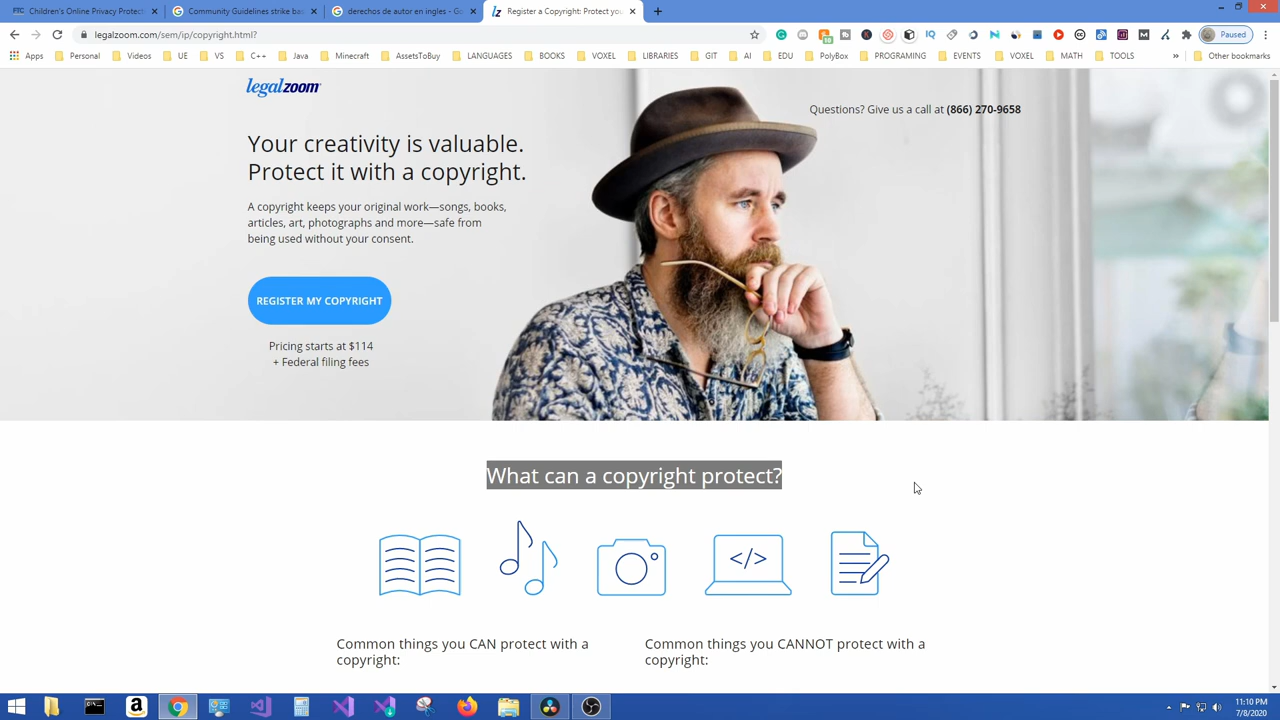 FTC Children's Online Privacy Protect
Community Guidelines strike ba
derechos de autor en ingles - Go
lz Register a Copyright: Protect you
legalzoom.com/sem/ip/copyright.html?
Paused
Apps Personal Videos UE VS C++ Java Minecraft AssetsToBuy LANGUAGES BOOKS VOXEL LIBRARIES GIT AI EDU PolyBox PROGRAMING EVENTS VOXEL MATH TOOLS » Other bookmarks
legalzoom
Questions? Give us a call at (866) 270-9658
Your creativity is valuable.
Protect it with a copyright.
A copyright keeps your original work—songs, books,
articles, art, photographs and more—safe from
being used without your consent.
REGISTER MY COPYRIGHT
Pricing starts at $114
+ Federal filing fees
What can a copyright protect?
</>
Common things you CAN protect with a
copyright:
Common things you CANNOT protect with a
copyright:
11:10 PM
7/8/2020